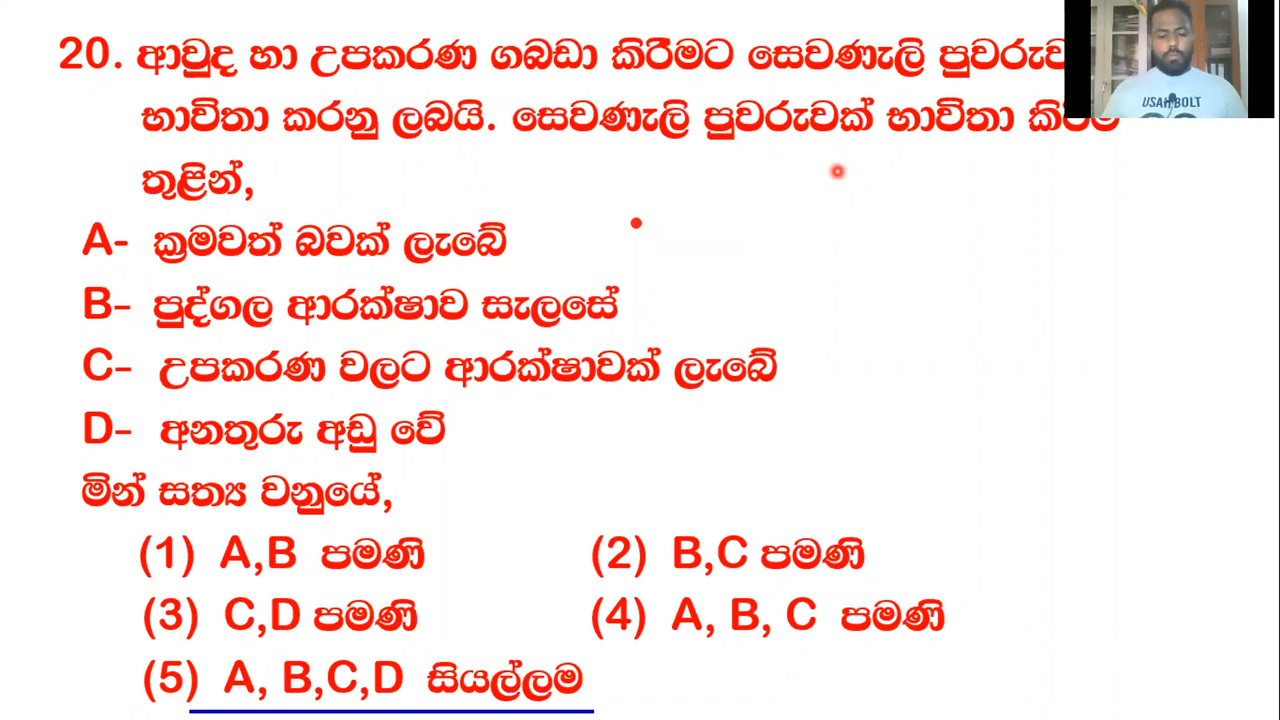 20. ආවුද හා උපකරණ ගබඩා කිරීමට සෙවණැලි
භාවිතා කරනු ලබයි. සෙවණැලි පුවරුවක් භාවිතා
තුළින්,
A- ක්‍රමවත් බවක් ලැබේ
B- පුද්ගල ආරක්ෂාව සැලසේ
C- උපකරණ වලට ආරක්ෂාවක් ලැබේ
D- අනතුරු අඩු වේ
මින් සත්‍ය වනුයේ,
(1) A,B පමණි (2) B,C පමණි
(3) C,D පමණි (4) A, B, C පමණි
(5) A, B,C,D සියල්ලම
USAIN BOLT